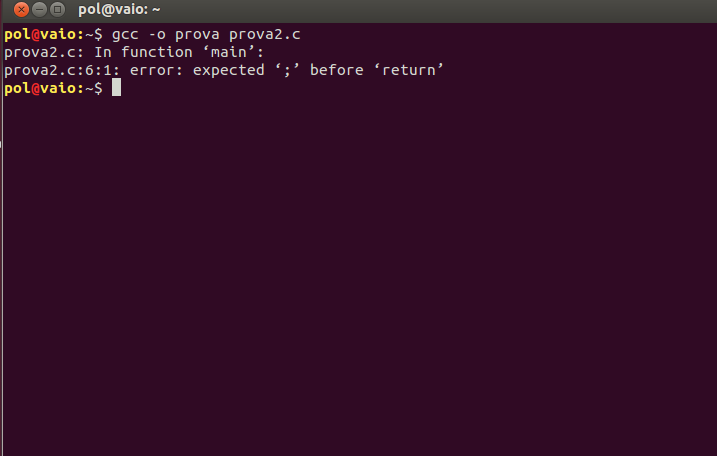 pol@vaio: ~
pol@vaio:~$ gcc -o prova prova2.c
prova2.c: In function ‘main’:
prova2.c:6:1: error: expected ‘;’ before ‘return’
pol@vaio:~$